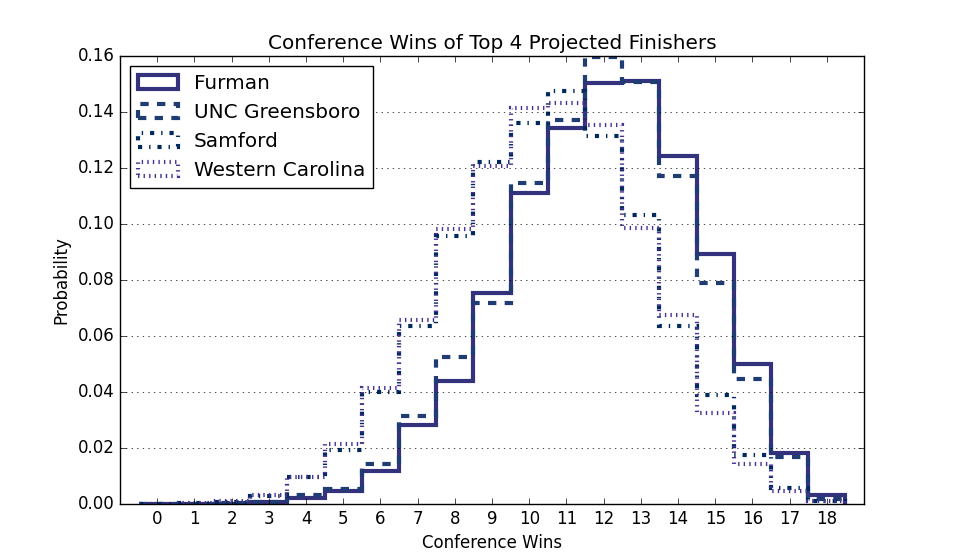 Conference Wins of Top 4 Projected Finishers
0.16
0.14
0.12
0.10
0.08
0.06
0.04
0.02
0.00
Probability
Furman
UNC Greensboro
Samford
Western Carolina
0 1 2 3 4 5 6 7 8 9 10 11 12 13 14 15 16 17 18
Conference Wins